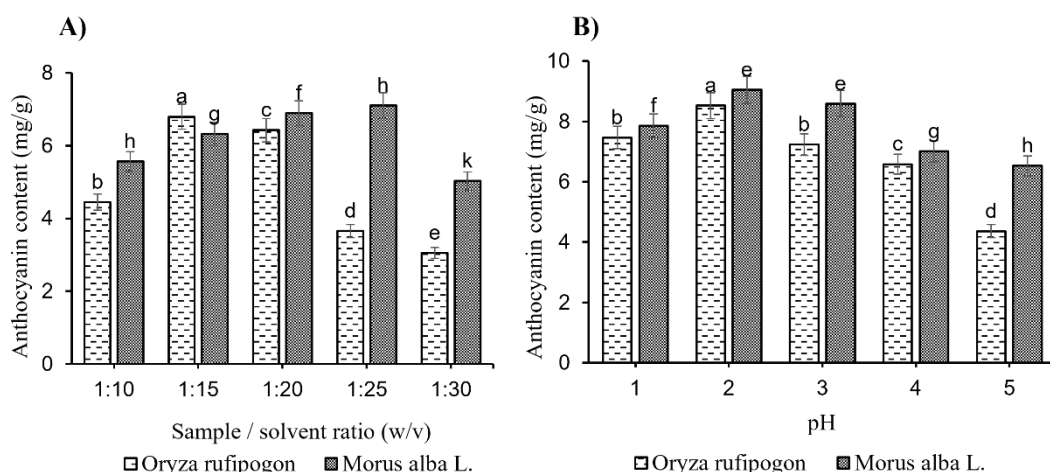 A)
Anthocyanin content (mg/g)
8
6
4
2
0
b
h
a
g
c
f
d
h
e
k
1:10 1:15 1:20 1:25 1:30
Sample / solvent ratio (w/v)
Oryza rufipogon Morus alba L.
B)
Anthocyanin content (mg/g)
10
8
6
4
2
0
b
f
a
e
b
e
c
g
d
h
1 2 3 4 5
pH
Oryza rufipogon Morus alba L.